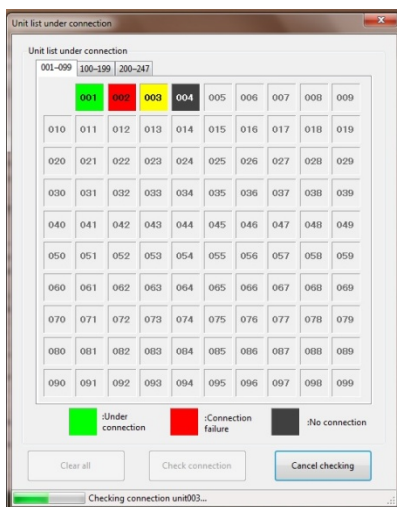 Unit list under connection
Unit list under connection
001-099 100-199 200-247
001 002 003 004 005 006 007 008 009
010 011 012 013 014 015 016 017 018 019
020 021 022 023 024 025 026 027 028 029
030 031 032 033 034 035 036 037 038 039
040 041 042 043 044 045 046 047 048 049
050 051 052 053 054 055 056 057 058 059
060 061 062 063 064 065 066 067 068 069
070 071 072 073 074 075 076 077 078 079
080 081 082 083 084 085 086 087 088 089
090 091 092 093 094 095 096 097 098 099
:Under connection
:Connection failure
:No connection
Clear all Check connection Cancel checking
Checking connection unit003...